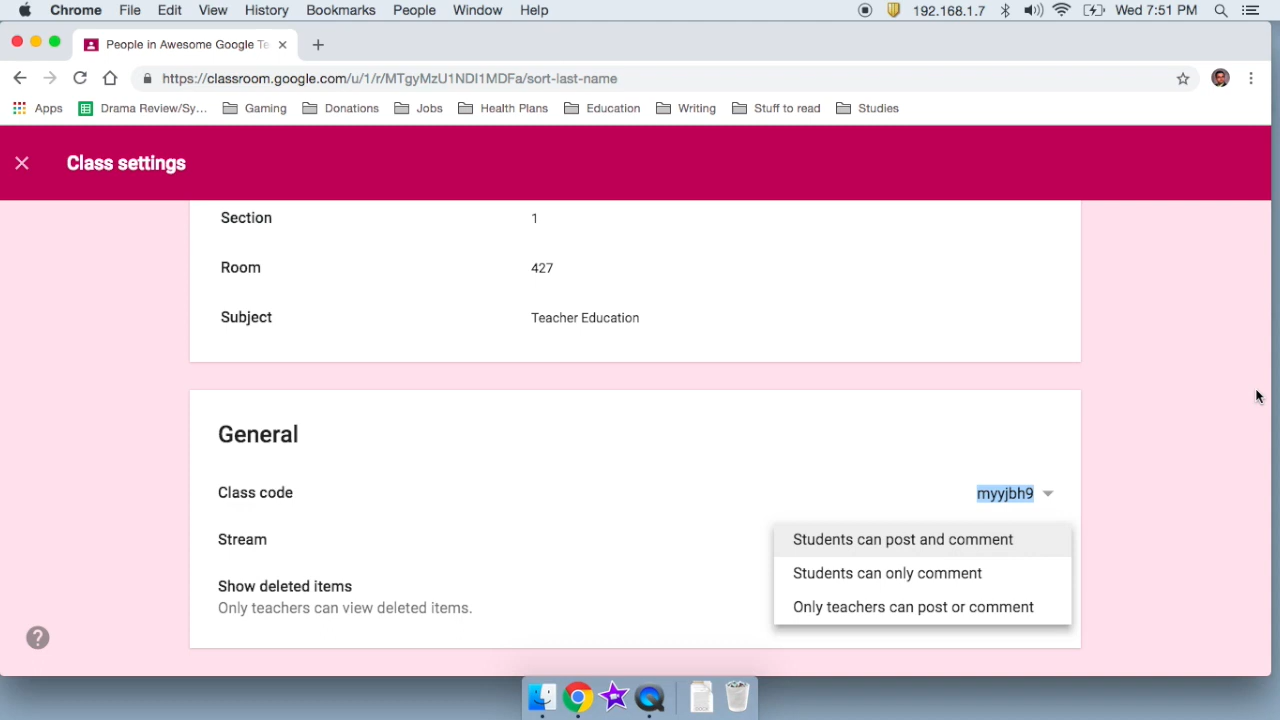 Chrome File Edit View History Bookmarks People Window Help 192.168.1.7 Wed 7:51 PM
People in Awesome Google Te
https://classroom.google.com/u/1/r/MTgyMzU1NDI1MDFa/sort-last-name
Apps Drama Review/Sy... Gaming Donations Jobs Health Plans Education Writing Stuff to read Studies
Class settings
Section 1
Room 427
Subject Teacher Education
General
Class code myyjbh9
Stream Students can post and comment
Students can only comment
Show deleted items
Only teachers can view deleted items. Only teachers can post or comment